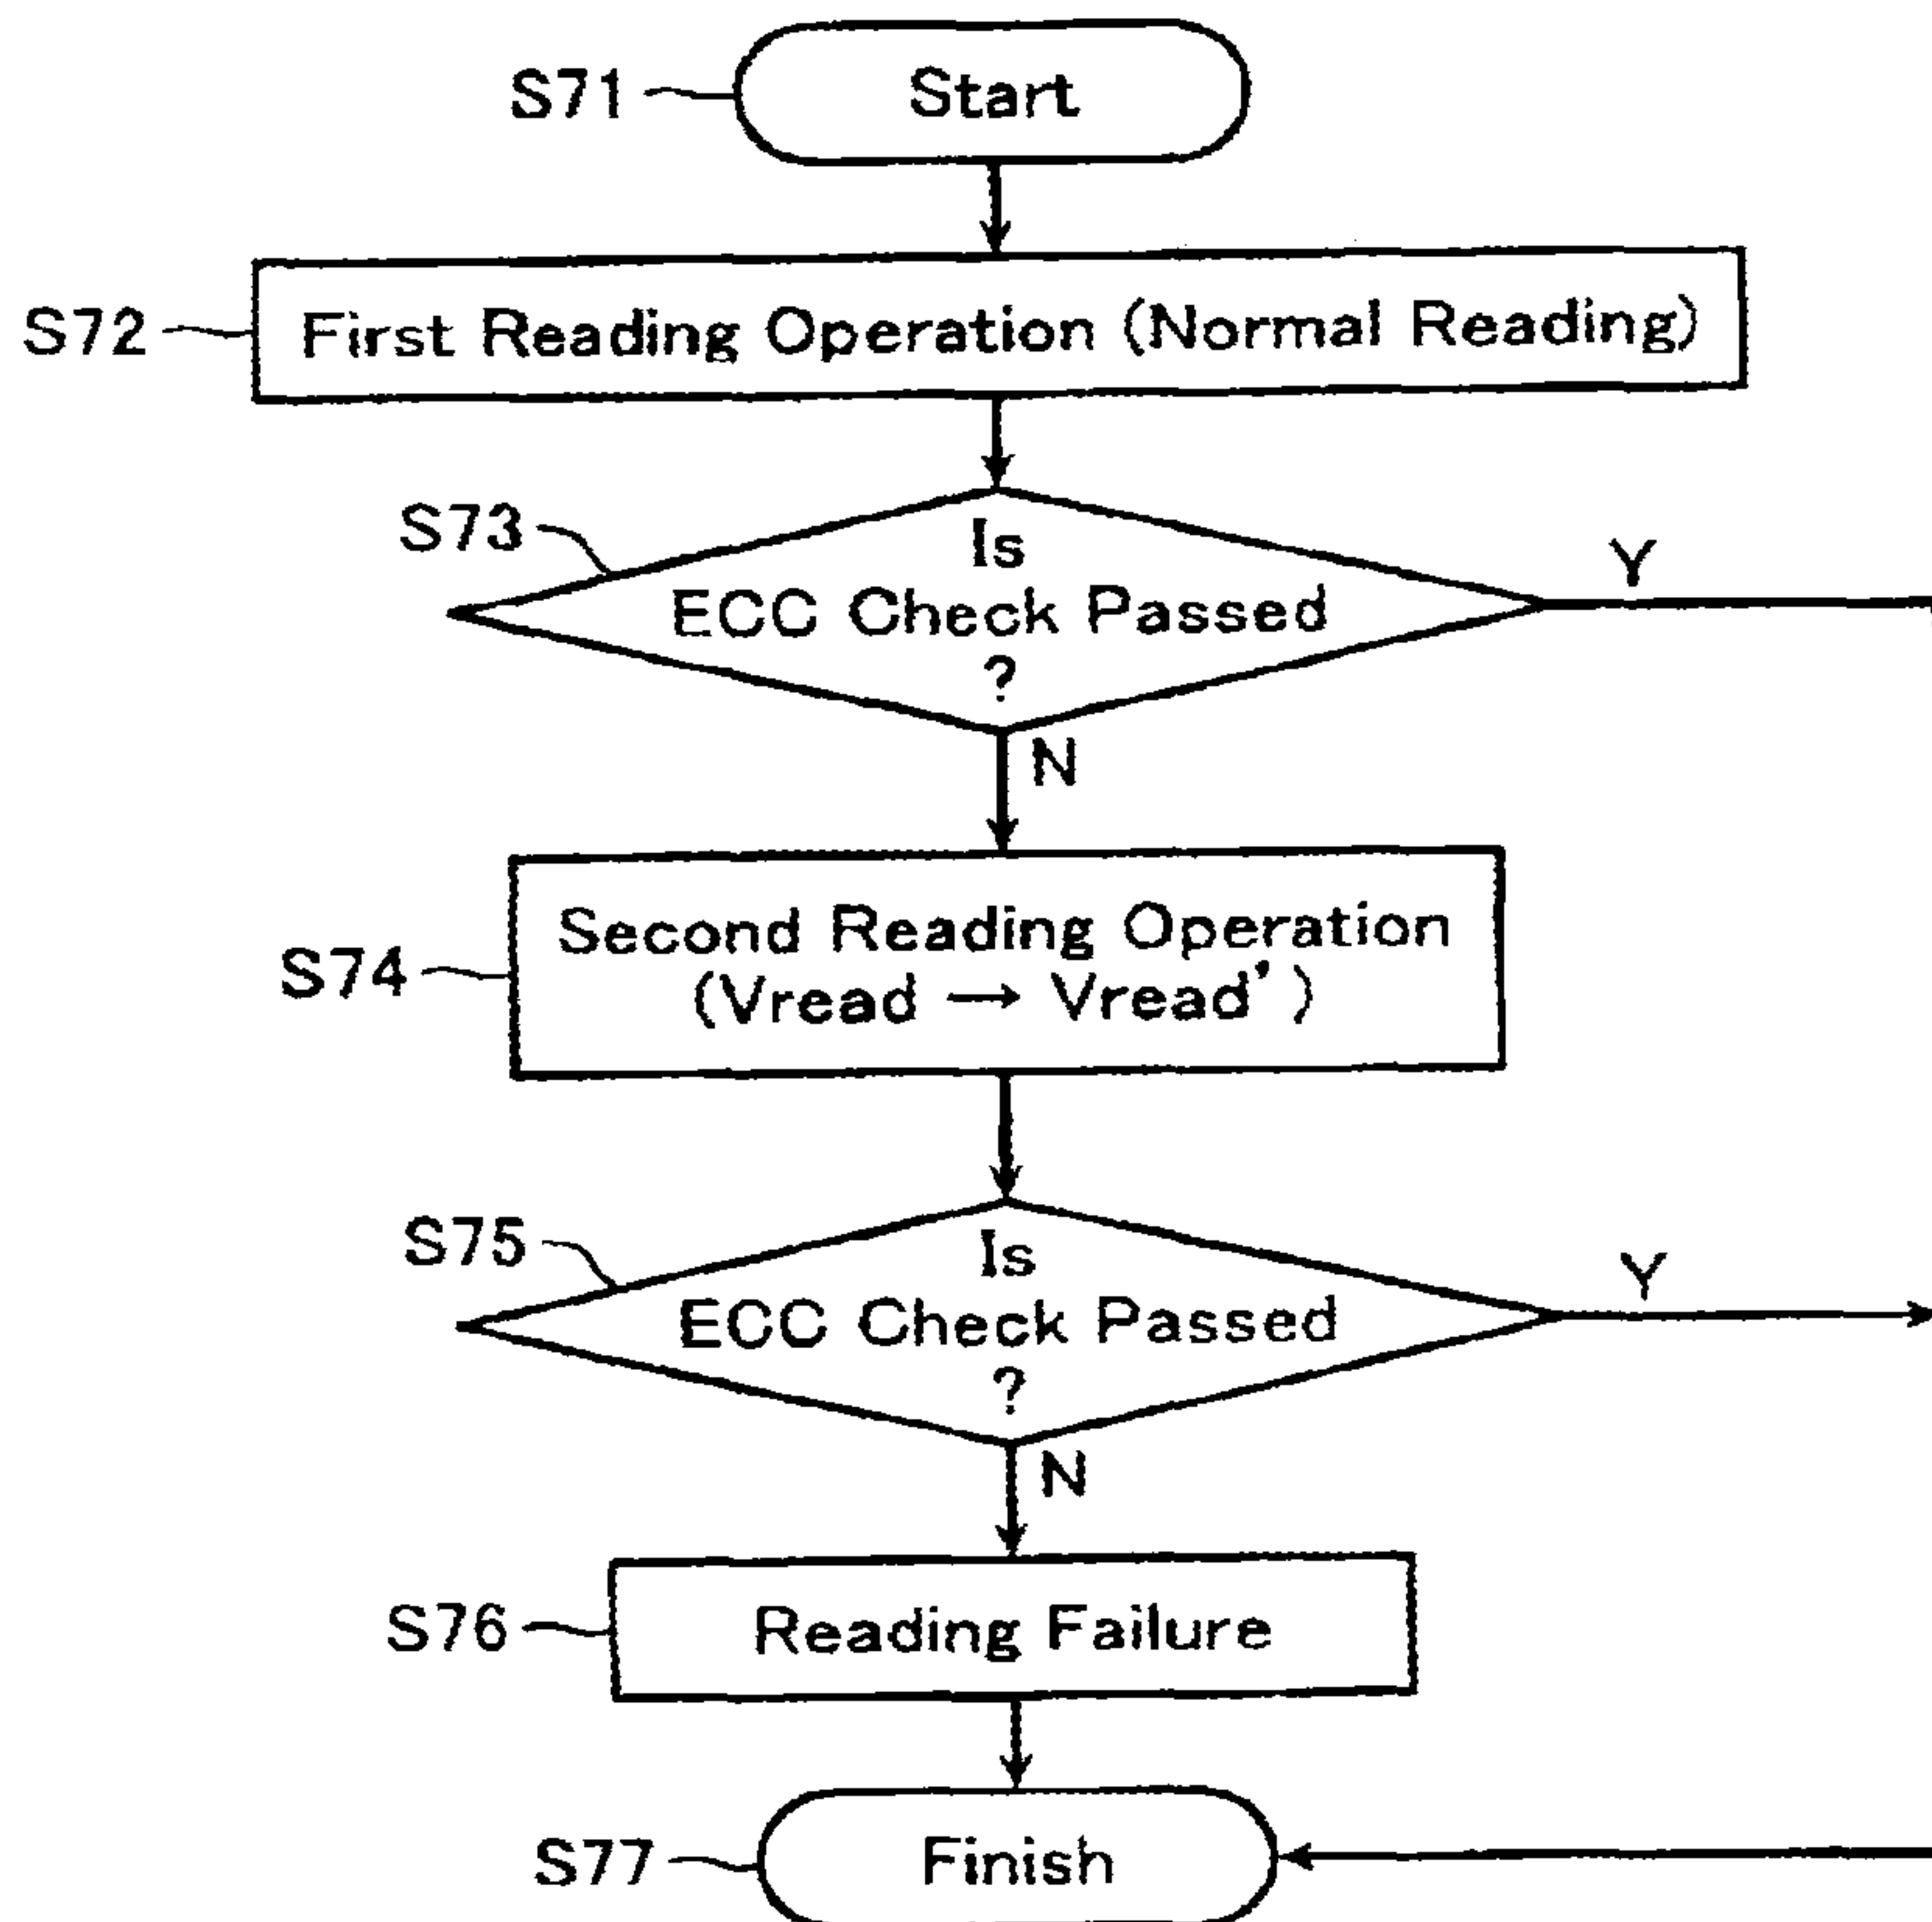 S71
Start
S72
First Reading Operation (Normal Reading)
S73
Is
ECC Check Passed
?
Y
N
S74
Second Reading Operation
(Vread → Vread')
S75
Is
ECC Check Passed
?
Y
N
S76
Reading Failure
S77
Finish